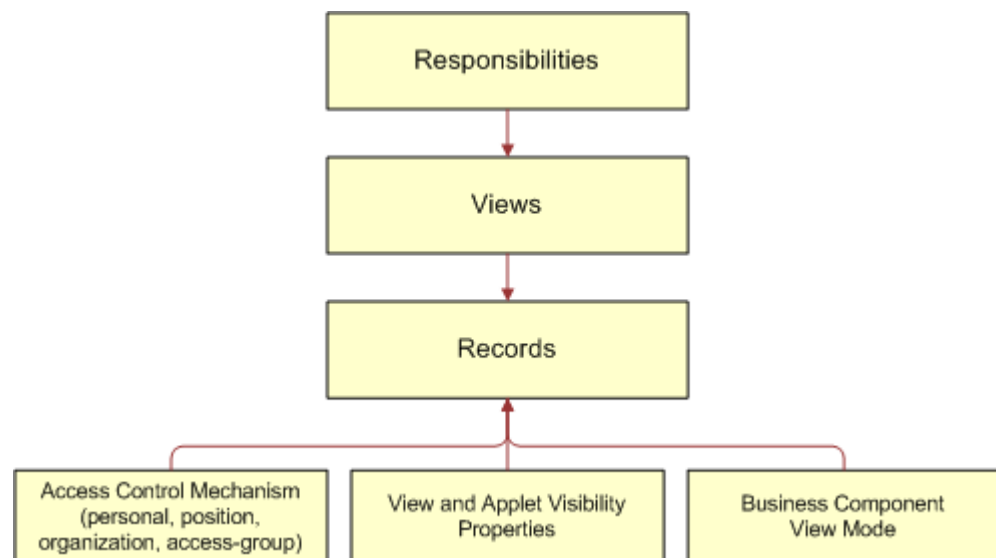 Responsibilities
Views
Records
Access Control Mechanism
(personal, position,
organization, access-group)
View and Applet Visibility
Properties
Business Component
View Mode